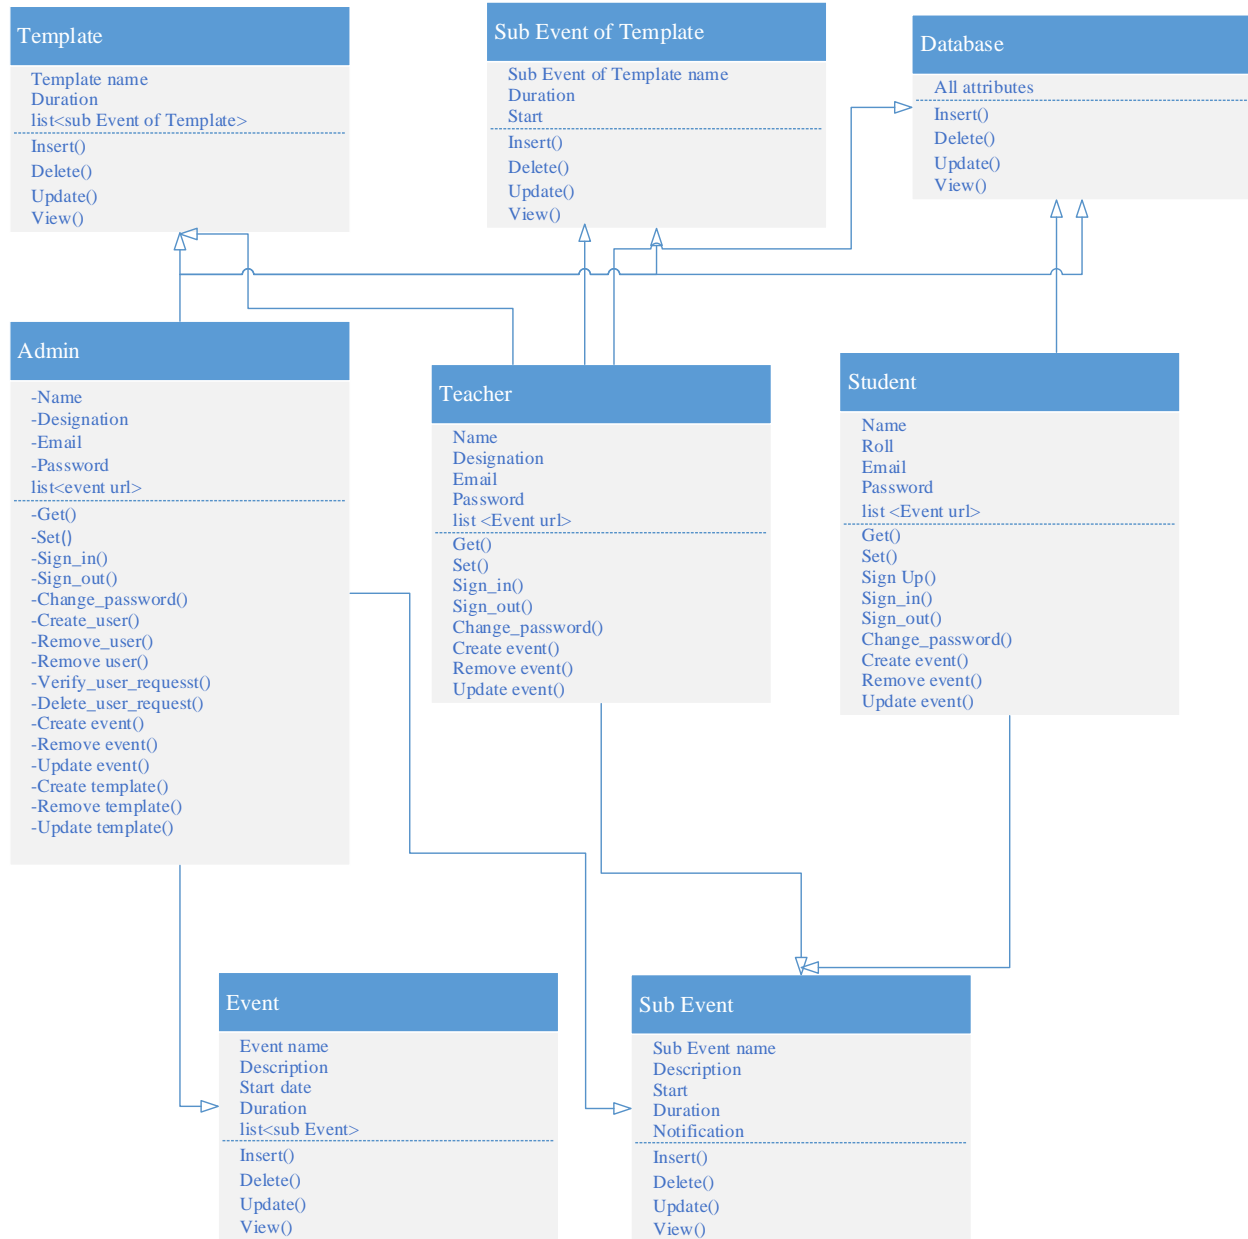 Template
Template name
Duration
list<sub Event of Template>
Insert()
Delete()
Update()
View()
Sub Event of Template
Sub Event of Template name
Duration
Start
Insert()
Delete()
Update()
View()
Database
All attributes
Insert()
Delete()
Update()
View()
Admin
-Name
-Designation
-Email
-Password
list<event url>
-Get()
-Set()
-Sign_in()
-Sign_out()
-Change_password()
-Create_user()
-Remove_user()
-Remove user()
-Verify_user_requesst()
-Delete_user_request()
-Create event()
-Remove event()
-Update event()
-Create template()
-Remove template()
-Update template()
Teacher
Name
Designation
Email
Password
list <Event url>
Get()
Set()
Sign_in()
Sign_out()
Change_password()
Create event()
Remove event()
Update event()
Student
Name
Roll
Email
Password
list <Event url>
Get()
Set()
Sign Up()
Sign_in()
Sign_out()
Change_password()
Create event()
Remove event()
Update event()
Event
Event name
Description
Start date
Duration
list<sub Event>
Insert()
Delete()
Update()
View()
Sub Event
Sub Event name
Description
Start
Duration
Notification
Insert()
Delete()
Update()
View()